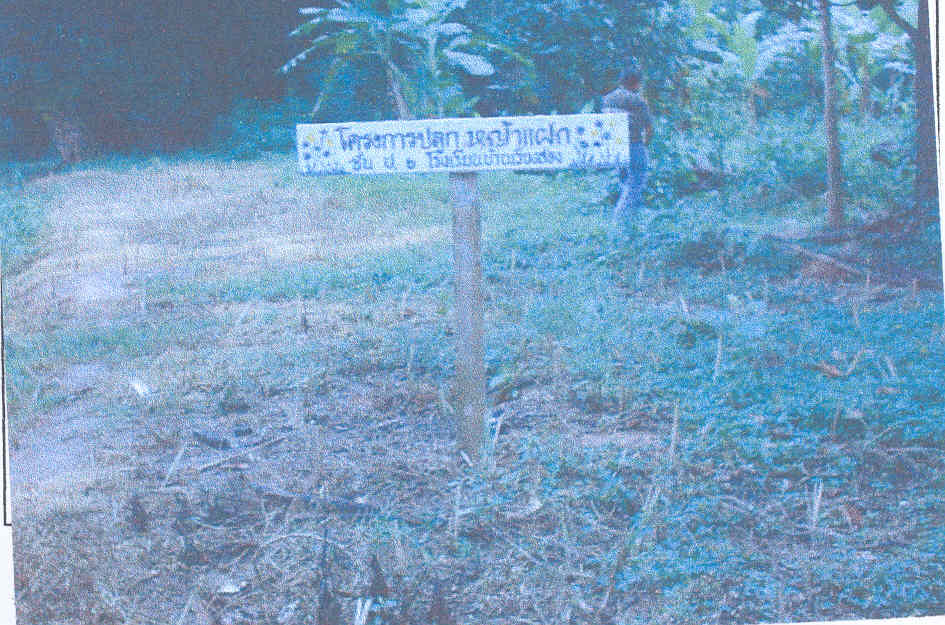 โครงการปลูก หญ้าแฝก
ชั้น ป. ๖ โรงเรียนบ้าน